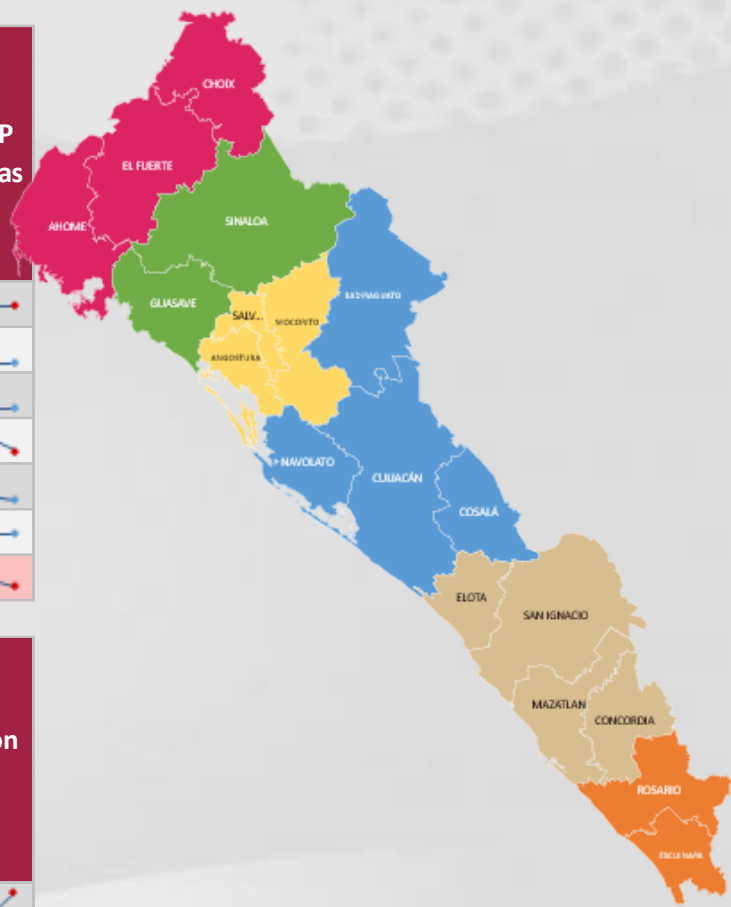 P
as
CHOIX
EL FUERTE
AHOME
SINALOA
GUASAVE
BADIRAGUATO
SALV...
MOCORITO
ANGOSTURA
NAVOLATO
CULIACÁN
COSALÁ
ELOTA
SAN IGNACIO
MAZATLAN
CONCORDIA
on
ROSARIO
ESCUINAPA